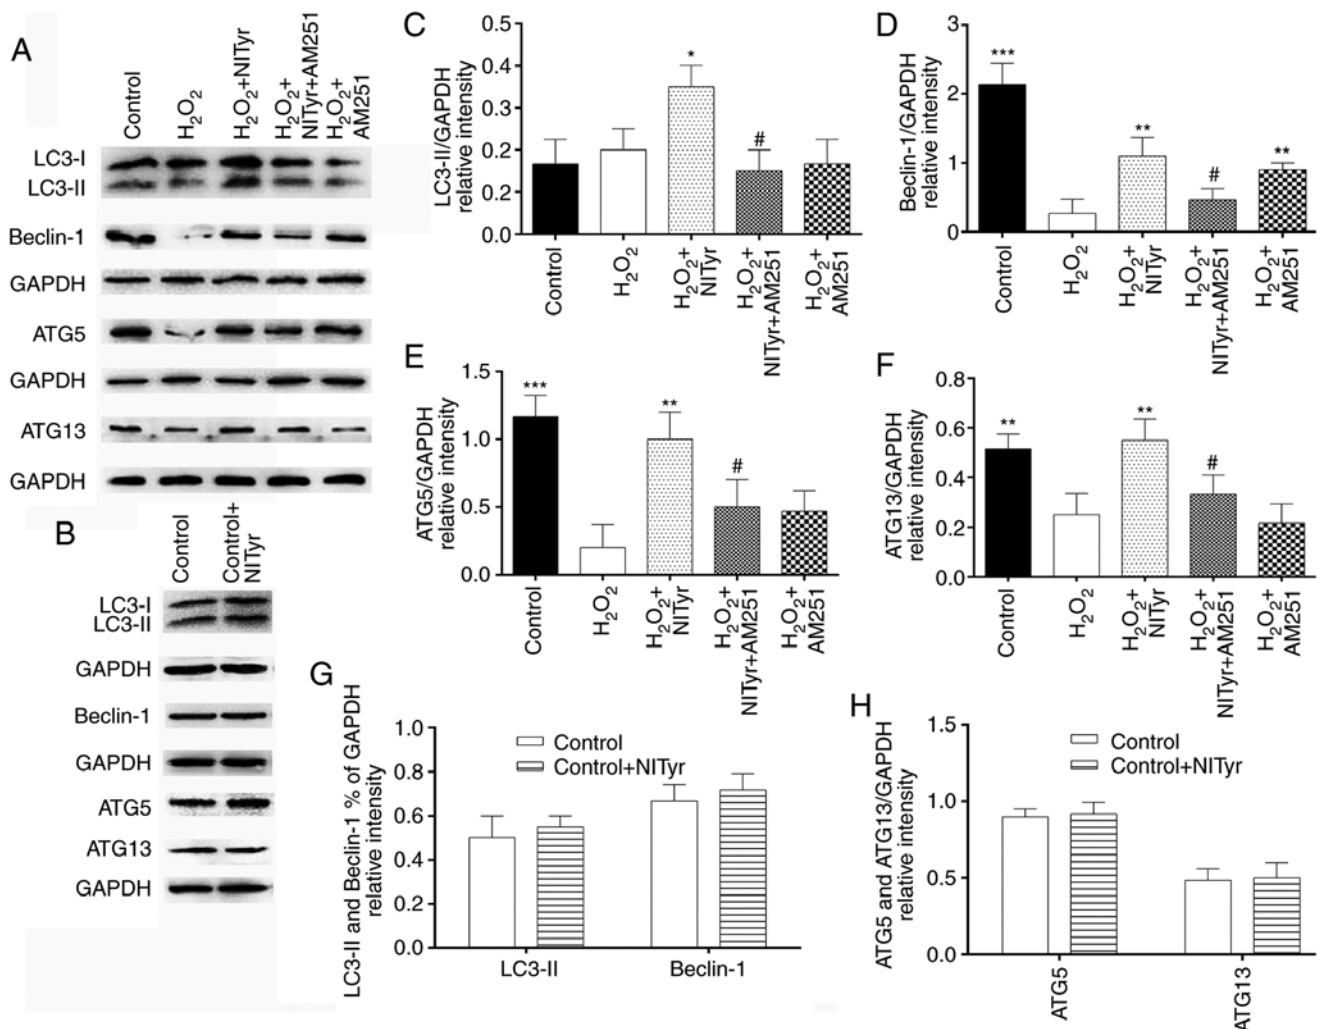 A
Control
H2O2
H2O2+NITyr
H2O2+
NITyr+AM251
H2O2+
AM251
LC3-I
LC3-II
Beclin-1
GAPDH
ATG5
GAPDH
ATG13
GAPDH
B
Control
Control+
NITyr
LC3-I
LC3-II
GAPDH
Beclin-1
GAPDH
ATG5
ATG13
GAPDH
C
LC3-II/GAPDH
relative intensity
0.5
0.4
0.3
0.2
0.2
0.0
*
#
Control
H2O2
H2O2+
NITyr
H2O2+
NITyr+AM251
H2O2+
AM251
D
Beclin-1/GAPDH
relative intensity
3
2
1
0
***
**
#
**
Control
H2O2
H2O2+
NITyr
H2O2+
NITyr+AM251
H2O2+
AM251
E
ATG5/GAPDH
relative intensity
1.5
1.0
0.5
0.0
***
**
#
Control
H2O2
H2O2+
NITyr
H2O2+
NITyr+AM251
H2O2+
AM251
F
ATG13/GAPDH
relative intensity
0.8
0.6
0.4
0.2
0.0
**
**
#
Control
H2O2
H2O2+
NITyr
H2O2+
NITyr+AM251
H2O2+
AM251
G
LC3-II and Beclin-1 % of GAPDH
relative intensity
1.0
0.8
0.6
0.4
0.2
0.0
Control
Control+NITyr
LC3-II
Beclin-1
H
ATG5 and ATG13/GAPDH
relative intensity
1.5
1.0
0.5
0.0
Control
Control+NITyr
ATG5
ATG13